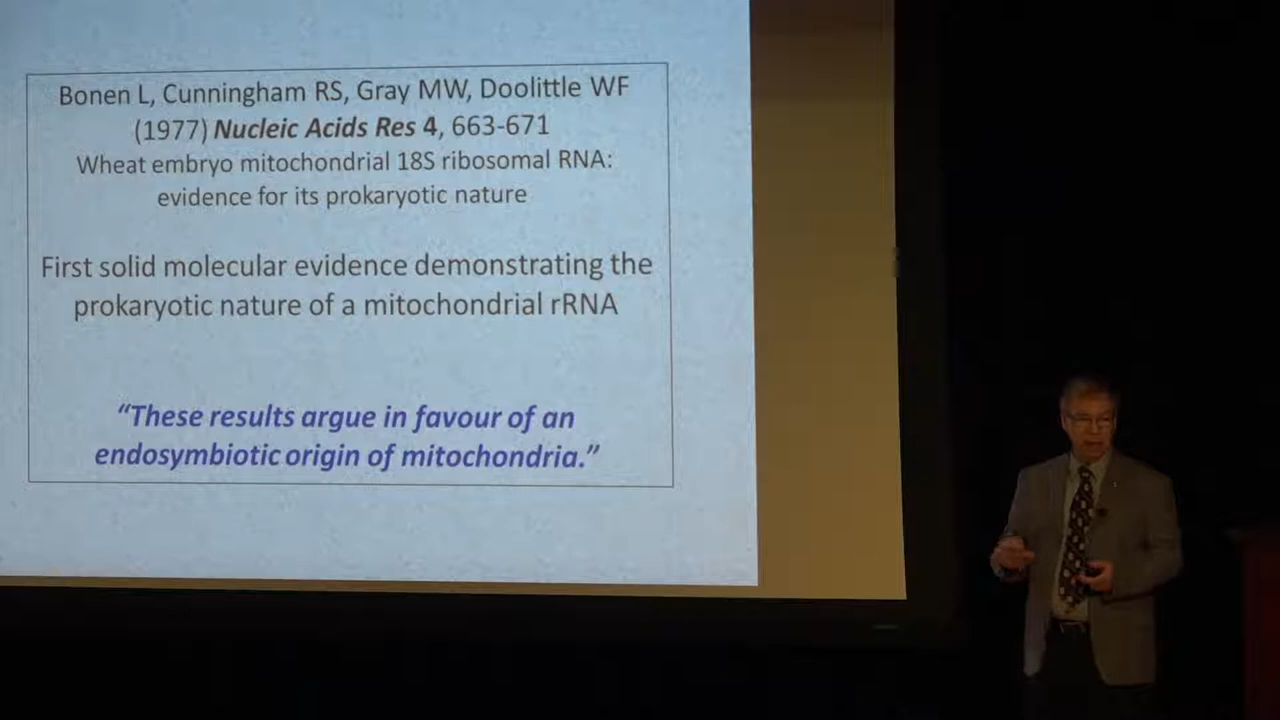 Bonen L, Cunningham RS, Gray MW, Doolittle WF
(1977) Nucleic Acids Res 4, 663-671
Wheat embryo mitochondrial 18S ribosomal RNA:
evidence for its prokaryotic nature
First solid molecular evidence demonstrating the
prokaryotic nature of a mitochondrial rRNA
“These results argue in favour of an
endosymbiotic origin of mitochondria.”